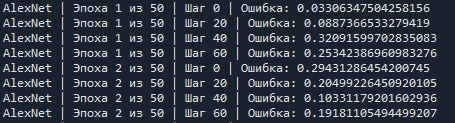 AlexNet | Эпоха 1 из 50 | Шаг 0 | Ошибка: 0.03306347504258156
AlexNet | Эпоха 1 из 50 | Шаг 20 | Ошибка: 0.0887366533279419
AlexNet | Эпоха 1 из 50 | Шаг 40 | Ошибка: 0.32091599702835083
AlexNet | Эпоха 1 из 50 | Шаг 60 | Ошибка: 0.25342386960983276
AlexNet | Эпоха 2 из 50 | Шаг 0 | Ошибка: 0.29431286454200745
AlexNet | Эпоха 2 из 50 | Шаг 20 | Ошибка: 0.20499226450920105
AlexNet | Эпоха 2 из 50 | Шаг 40 | Ошибка: 0.10331179201602936
AlexNet | Эпоха 2 из 50 | Шаг 60 | Ошибка: 0.19181105494499207